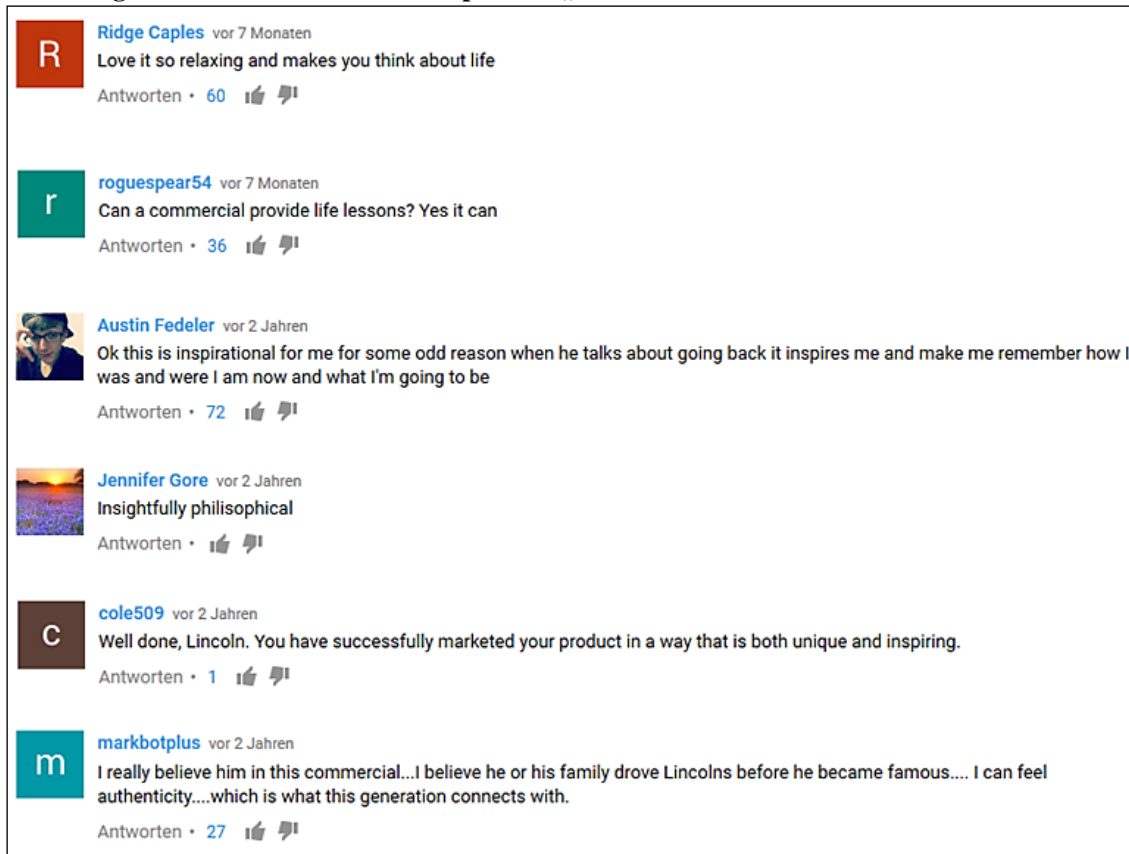 R
Ridge Caples vor 7 Monaten
Love it so relaxing and makes you think about life
Antworten • 60
r
roguespear54 vor 7 Monaten
Can a commercial provide life lessons? Yes it can
Antworten • 36
Austin Fedeler vor 2 Jahren
Ok this is inspirational for me for some odd reason when he talks about going back it inspires me and make me remember how I
was and were I am now and what I'm going to be
Antworten • 72
Jennifer Gore vor 2 Jahren
Insightfully philisophical
Antworten •
c
cole509 vor 2 Jahren
Well done, Lincoln. You have successfully marketed your product in a way that is both unique and inspiring.
Antworten • 1
m
markbotplus vor 2 Jahren
I really believe him in this commercial...I believe he or his family drove Lincolns before he became famous.... I can feel
authenticity....which is what this generation connects with.
Antworten • 27